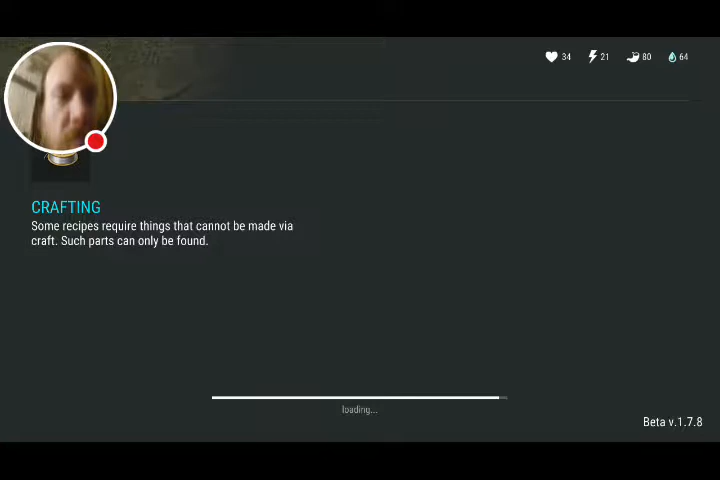 34 21 80 64
CRAFTING
Some recipes require things that cannot be made via
craft. Such parts can only be found.
loading...
Beta v.1.7.8